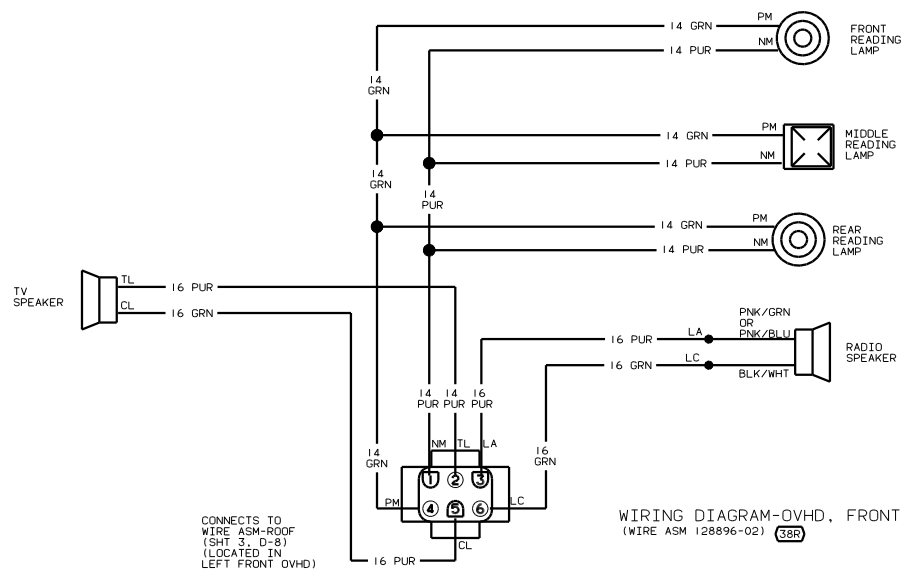 14 GRN PM
FRONT
READING
LAMP
14 PUR NM
14
GRN
14 GRN PM
MIDDLE
READING
LAMP
14 PUR NM
14
GRN
14
PUR
14 GRN PM
REAR
READING
LAMP
14 PUR NM
TV
SPEAKER
TL 16 PUR
CL 16 GRN
PNK/GRN
OR
PNK/BLU
16 PUR LA
16 GRN LC
BLK/WHT
RADIO
SPEAKER
14
PUR
14
PUR
16
PUR
14
GRN
16
GRN
NM TL LA
1 2 3
PM 4 5 6 LC
CL
16 PUR
CONNECTS TO
WIRE ASM-ROOF
(SHT 3, D-8)
(LOCATED IN
LEFT FRONT OVHD)
WIRING DIAGRAM-OVHD, FRONT
(WIRE ASM 128896-02) 38R